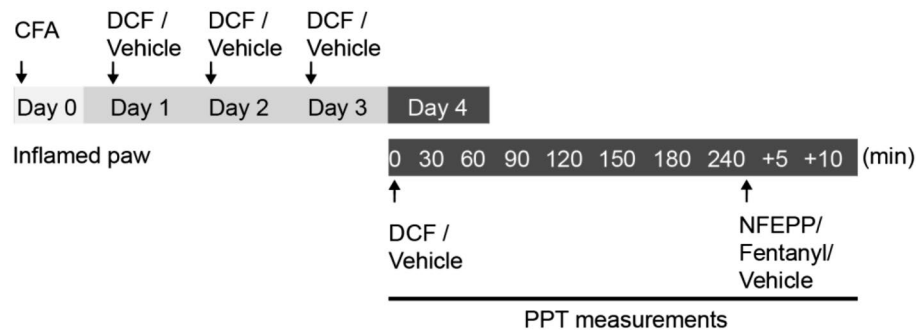 CFA
DCF /
Vehicle
DCF /
Vehicle
DCF /
Vehicle
Day 0 Day 1 Day 2 Day 3 Day 4
Inflamed paw
0 30 60 90 120 150 180 240 +5 +10 (min)
DCF /
Vehicle
NFEPP/
Fentanyl/
Vehicle
PPT measurements